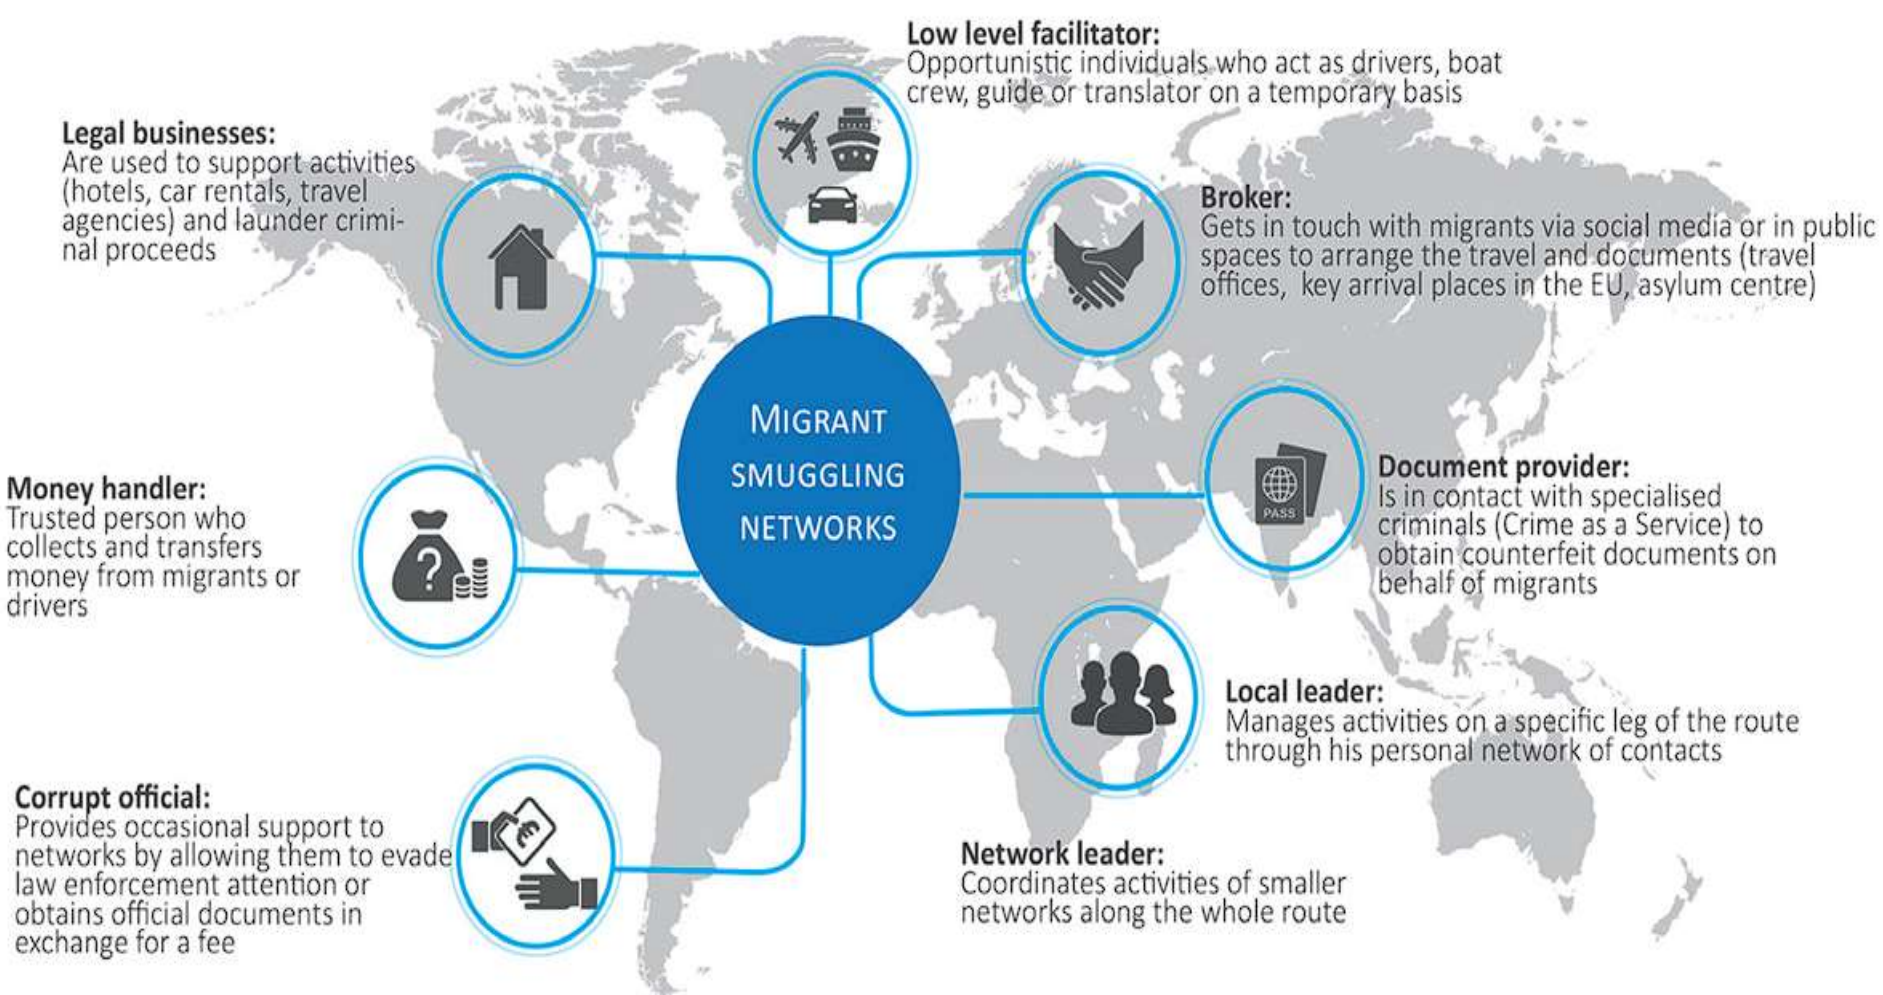 Low level facilitator:
Opportunistic individuals who act as drivers, boat
crew, guide or translator on a temporary basis
Legal businesses:
Are used to support activities
(hotels, car rentals, travel
agencies) and launder crimi-
nal proceeds
Broker:
Gets in touch with migrants via social media or in public
spaces to arrange the travel and documents (travel
offices, key arrival places in the EU, asylum centre)
MIGRANT
SMUGGLING
NETWORKS
Money handler:
Trusted person who
collects and transfers
money from migrants or
drivers
?
PASS
Document provider:
Is in contact with specialised
criminals (Crime as a Service) to
obtain counterfeit documents on
behalf of migrants
Local leader:
Manages activities on a specific leg of the route
through his personal network of contacts
Corrupt official:
Provides occasional support to
networks by allowing them to evade
law enforcement attention or
obtains official documents in
exchange for a fee
€
Network leader:
Coordinates activities of smaller
networks along the whole route